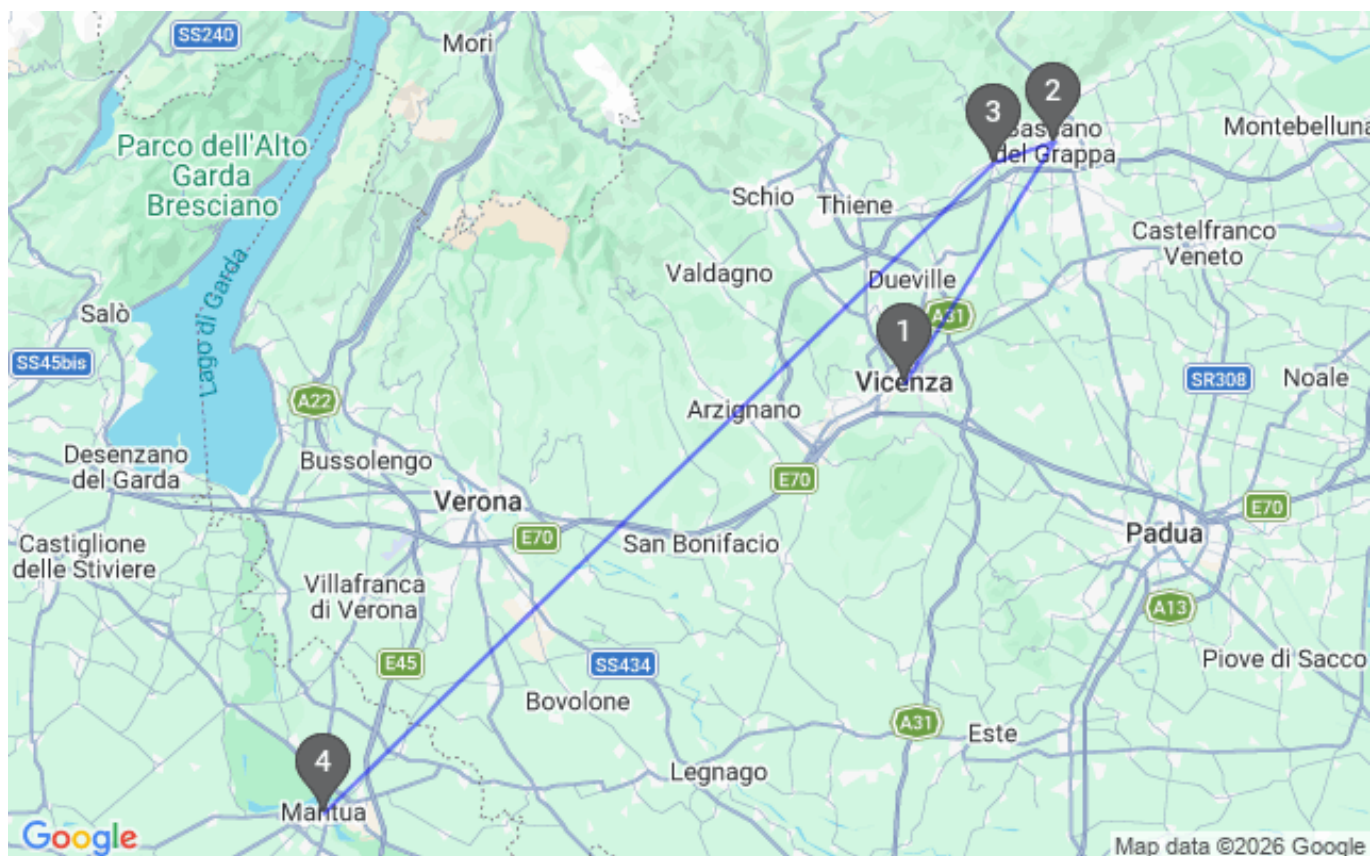 SS240
Mori
Parco dell'Alto
Garda
Bresciano
Lago di Garda
Salò
SS45bis
A22
Desenzano
del Garda
Bussolengo
Verona
E70
Castiglione
delle Stiviere
Villafranca
di Verona
E45
SS434
Bovolone
4
Mantua
Legnago
San Bonifacio
E70
Arzignano
Valdagno
Schio
Thiene
Dueville
A31
1
Vicenza
3
2
del Grappa
Montebelluna
Castelfranco
Veneto
SR308
Noale
E70
Padua
A13
Piove di Sacco
A31
Este
Google
Map data ©2026 Google